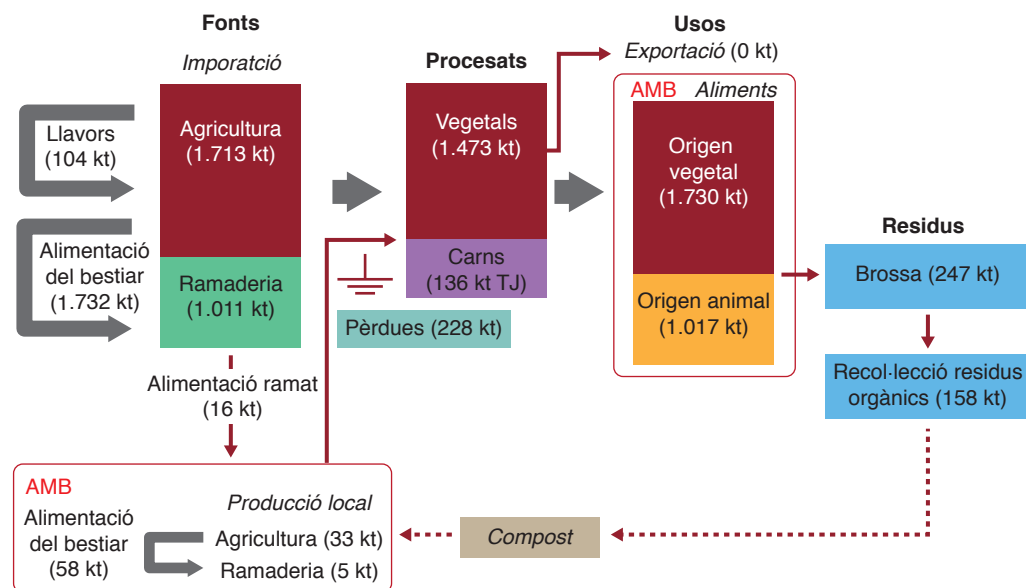 Fonts
Imporatció
Agricultura
(1.713 kt)
Ramaderia
(1.011 kt)
Llavors
(104 kt)
Alimentació
del bestiar
(1.732 kt)
Alimentació ramat
(16 kt)
Procesats
Vegetals
(1.473 kt)
Carns
(136 kt TJ)
Pèrdues (228 kt)
Usos
Exportació (0 kt)
AMB Aliments
Origen
vegetal
(1.730 kt)
Origen animal
(1.017 kt)
Residus
Brossa (247 kt)
Recol·lecció residus
orgànics (158 kt)
AMB
Alimentació
del bestiar
(58 kt)
Producció local
Agricultura (33 kt)
Ramaderia (5 kt)
Compost